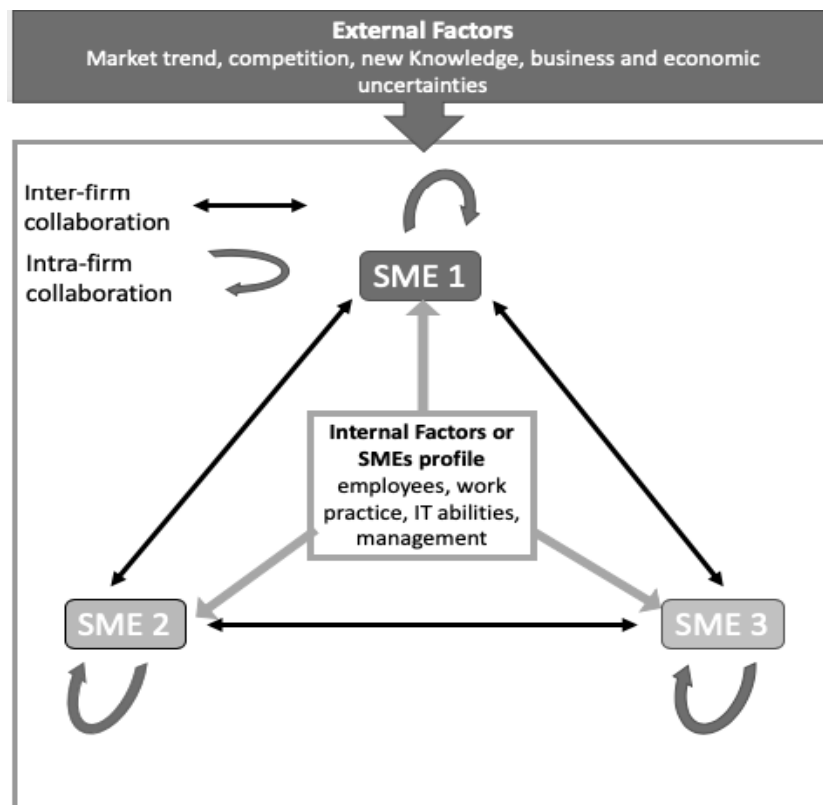 External Factors
Market trend, competition, new Knowledge, business and economic
uncertainties
Inter-firm
collaboration
Intra-firm
collaboration
SME 1
Internal Factors or
SMEs profile
employees, work
practice, IT abilities,
management
SME 2
SME 3